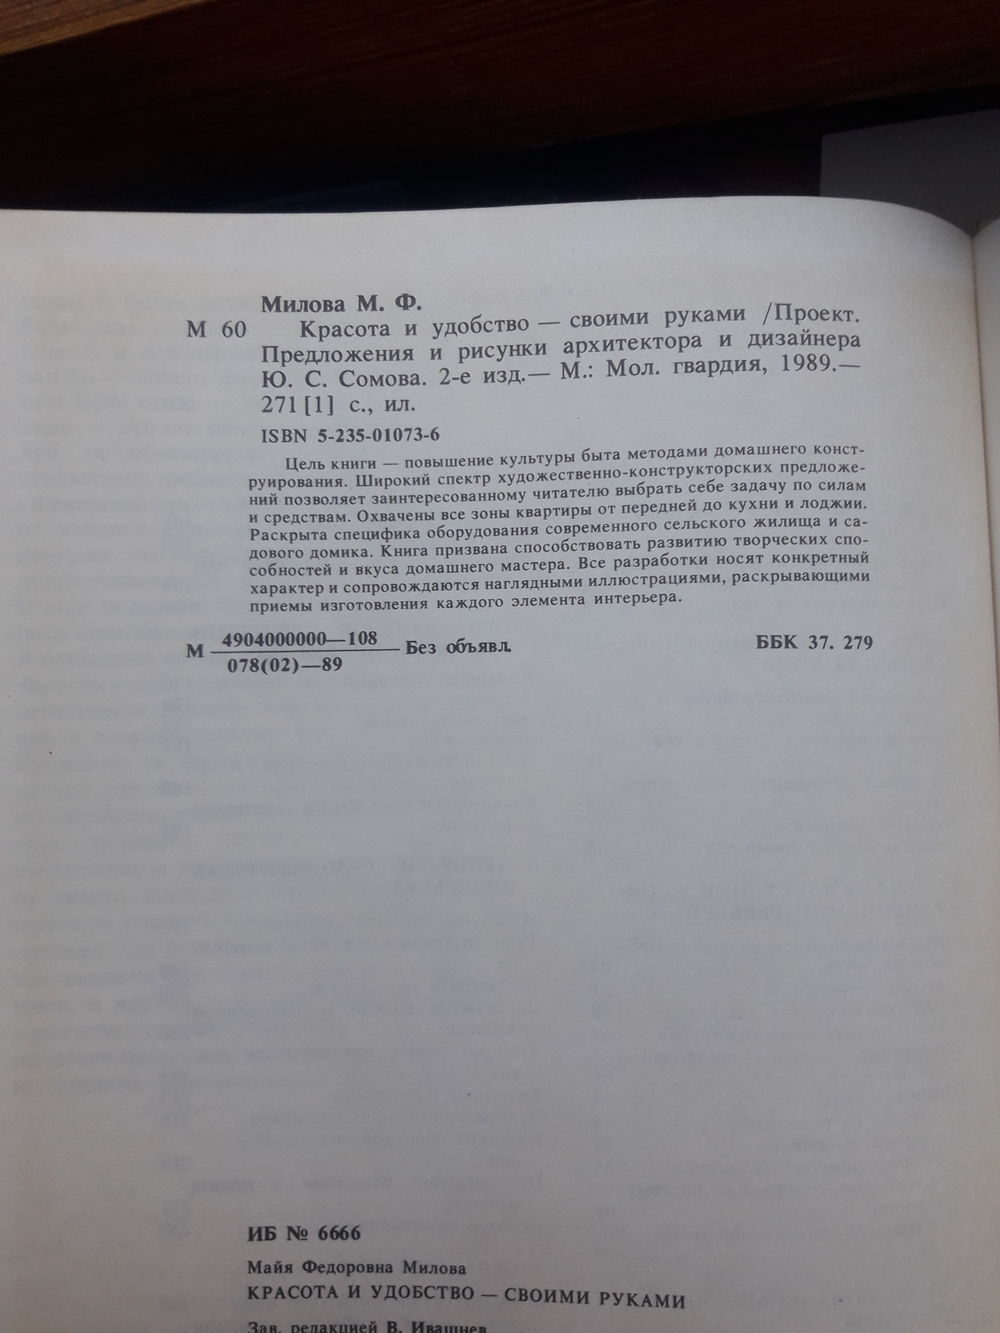 Милова М. Ф.
М 60 Красота и удобство — своими руками /Проект.
Предложения и рисунки архитектора и дизайнера
Ю. С. Сомова. 2-е изд.— М.: Мол. гвардия, 1989.—
271[1] с., ил.
ISBN 5-235-01073-6
Цель книги — повышение культуры быта методами домашнего конст-
руирования. Широкий спектр художественно-конструкторских предложе-
ний позволяет заинтересованному читателю выбрать себе задачу по силам
и средствам. Охвачены все зоны квартиры от передней до кухни и лоджии.
Раскрыта специфика оборудования современного сельского жилища и са-
дового домика. Книга призвана способствовать развитию творческих спо-
собностей и вкуса домашнего мастера. Все разработки носят конкретный
характер и сопровождаются наглядными иллюстрациями, раскрывающими
приемы изготовления каждого элемента интерьера.
М 4904000000—108
078(02)—89 Без объявл. ББК 37. 279
ИБ № 6666
Майя Федоровна Милова
КРАСОТА И УДОБСТВО — СВОИМИ РУКАМИ
Зав. редакцией В. Ивашнев